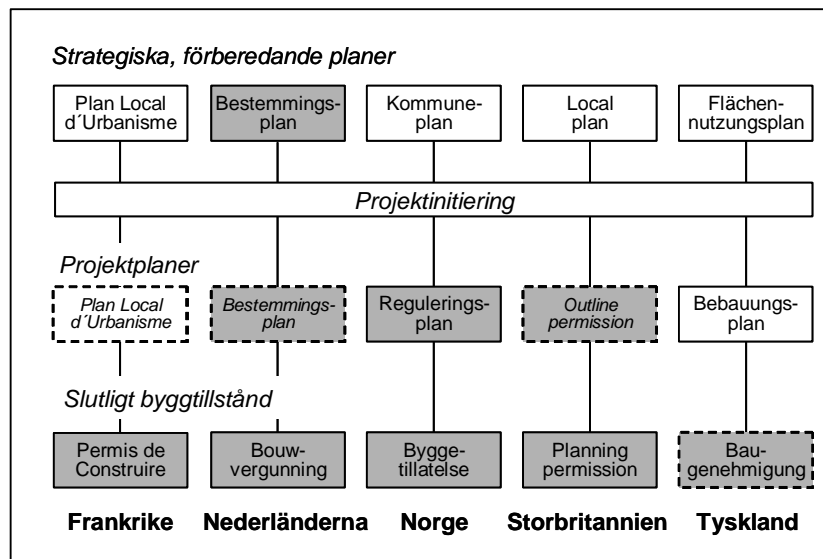 Strategiska, förberedande planer
Plan Local
d´Urbanisme
Bestemmings-
plan
Kommune-
plan
Local
plan
Flächen-
nutzungsplan
Projektinitiering
Projektplaner
Plan Local
d´Urbanisme
Bestemmings-
plan
Regulerings-
plan
Outline
permission
Bebauungs-
plan
Slutligt byggtillstånd
Permis de
Construire
Bouw-
vergunning
Bygge-
tillatelse
Planning
permission
Bau-
genehmigung
Frankrike
Nederländerna
Norge
Storbritannien
Tyskland